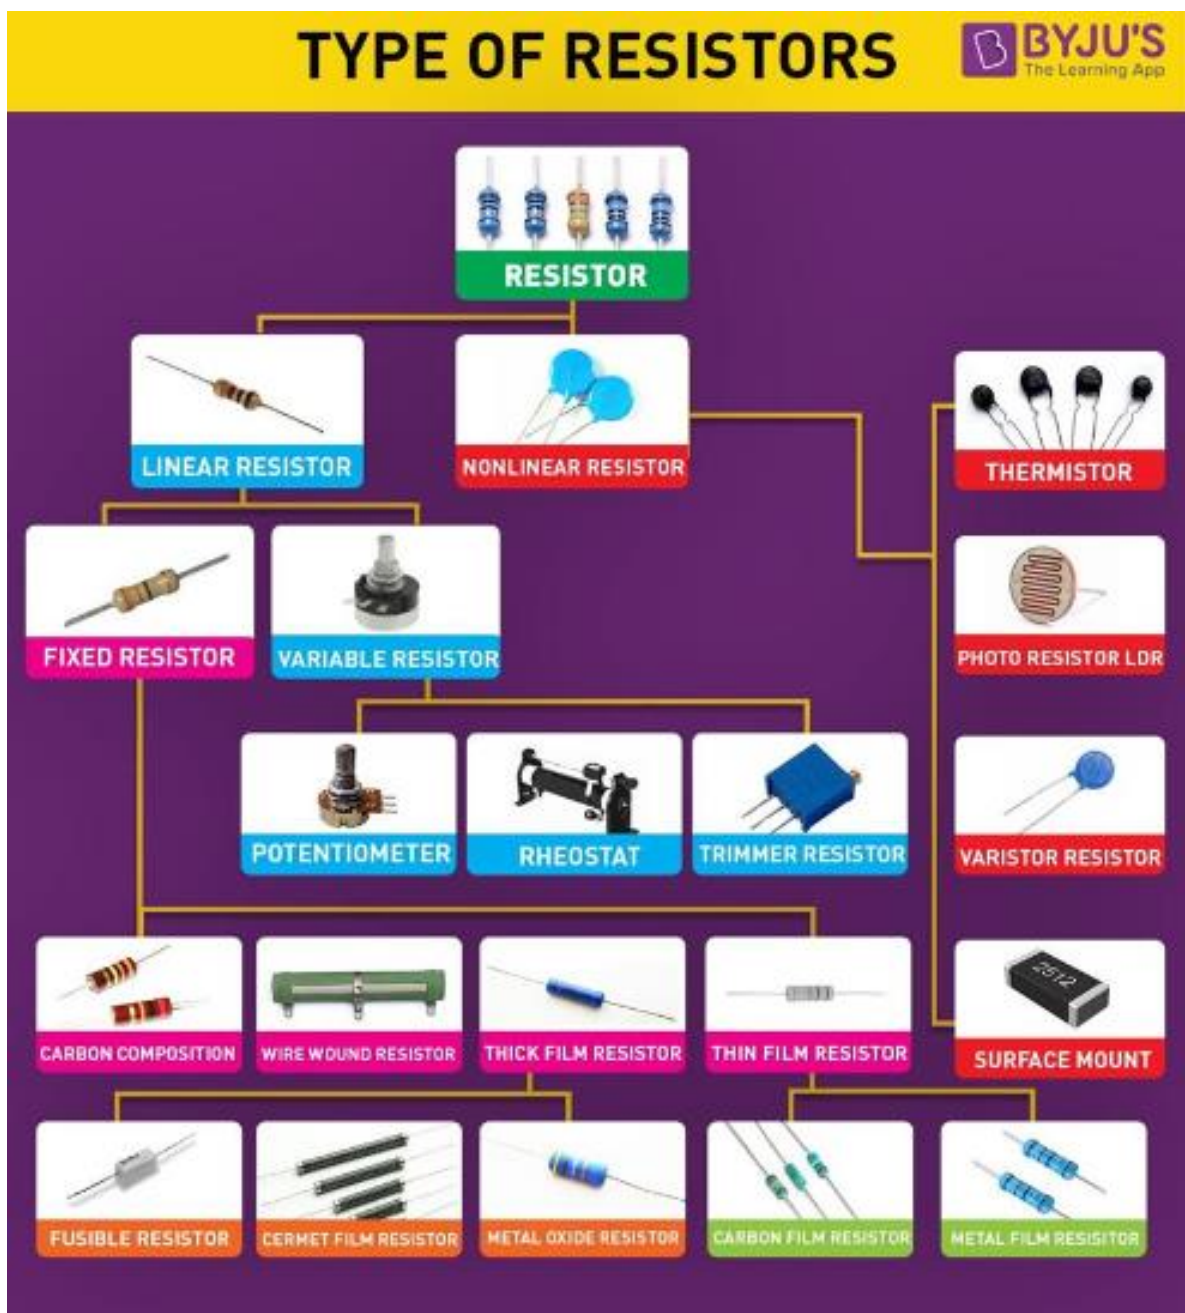 TYPE OF RESISTORS
BYJU'S
The Learning App
RESISTOR
LINEAR RESISTOR
NONLINEAR RESISTOR
THERMISTOR
FIXED RESISTOR
VARIABLE RESISTOR
PHOTO RESISTOR LDR
POTENTIOMETER
RHEOSTAT
TRIMMER RESISTOR
VARISTOR RESISTOR
CARBON COMPOSITION
WIRE WOUND RESISTOR
THICK FILM RESISTOR
THIN FILM RESISTOR
2512
SURFACE MOUNT
FUSIBLE RESISTOR
CERMET FILM RESISTOR
METAL OXIDE RESISTOR
CARBON FILM RESISTOR
METAL FILM RESISITOR